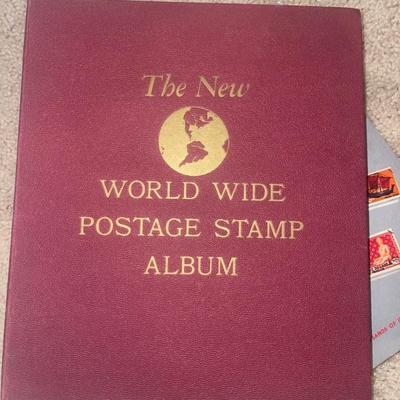 The New
WORLD WIDE
POSTAGE STAMP
ALBUM